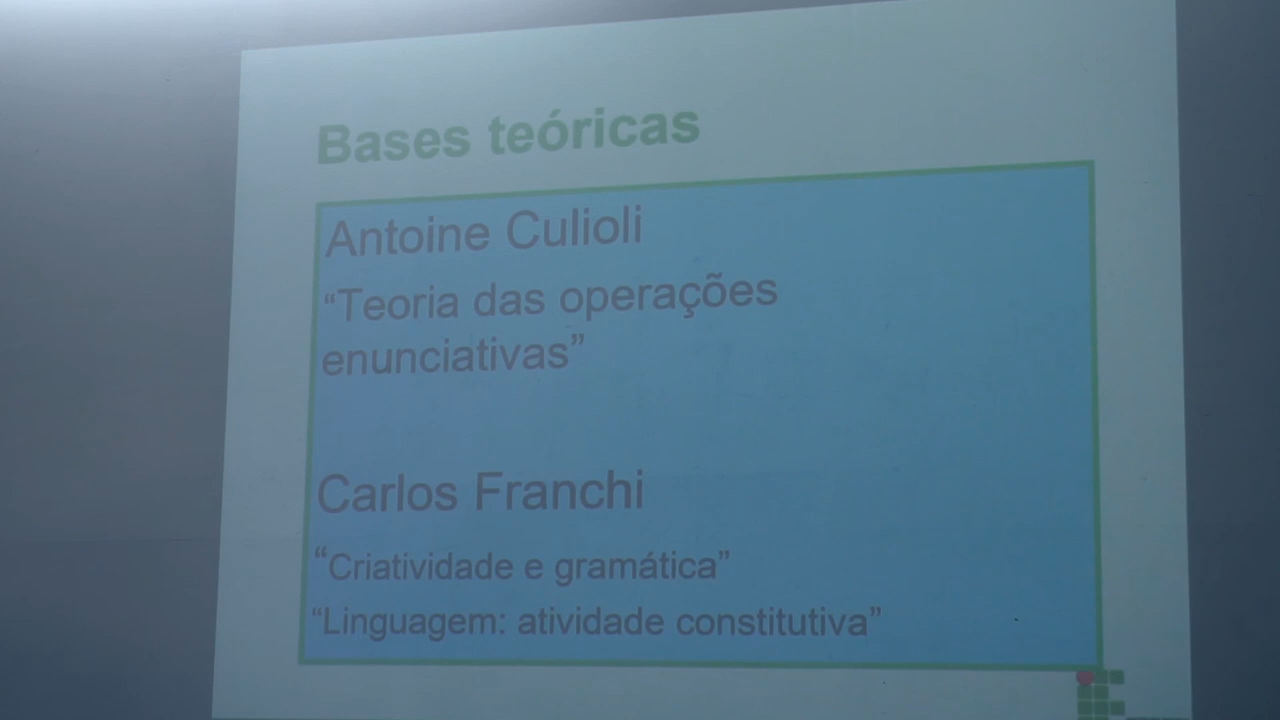 Bases teóricas
Antoine Culioli
“Teoria das operações
enunciativas”
Carlos Franchi
“Criatividade e gramática”
“Linguagem: atividade constitutiva”